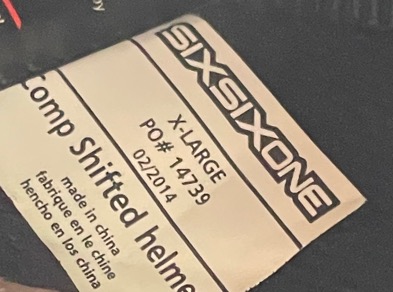 SIXSIXONE
X-LARGE
PO# 14739
02/2014
Comp Shifted helme
made in china
fabrique en le chine
hencho en los china